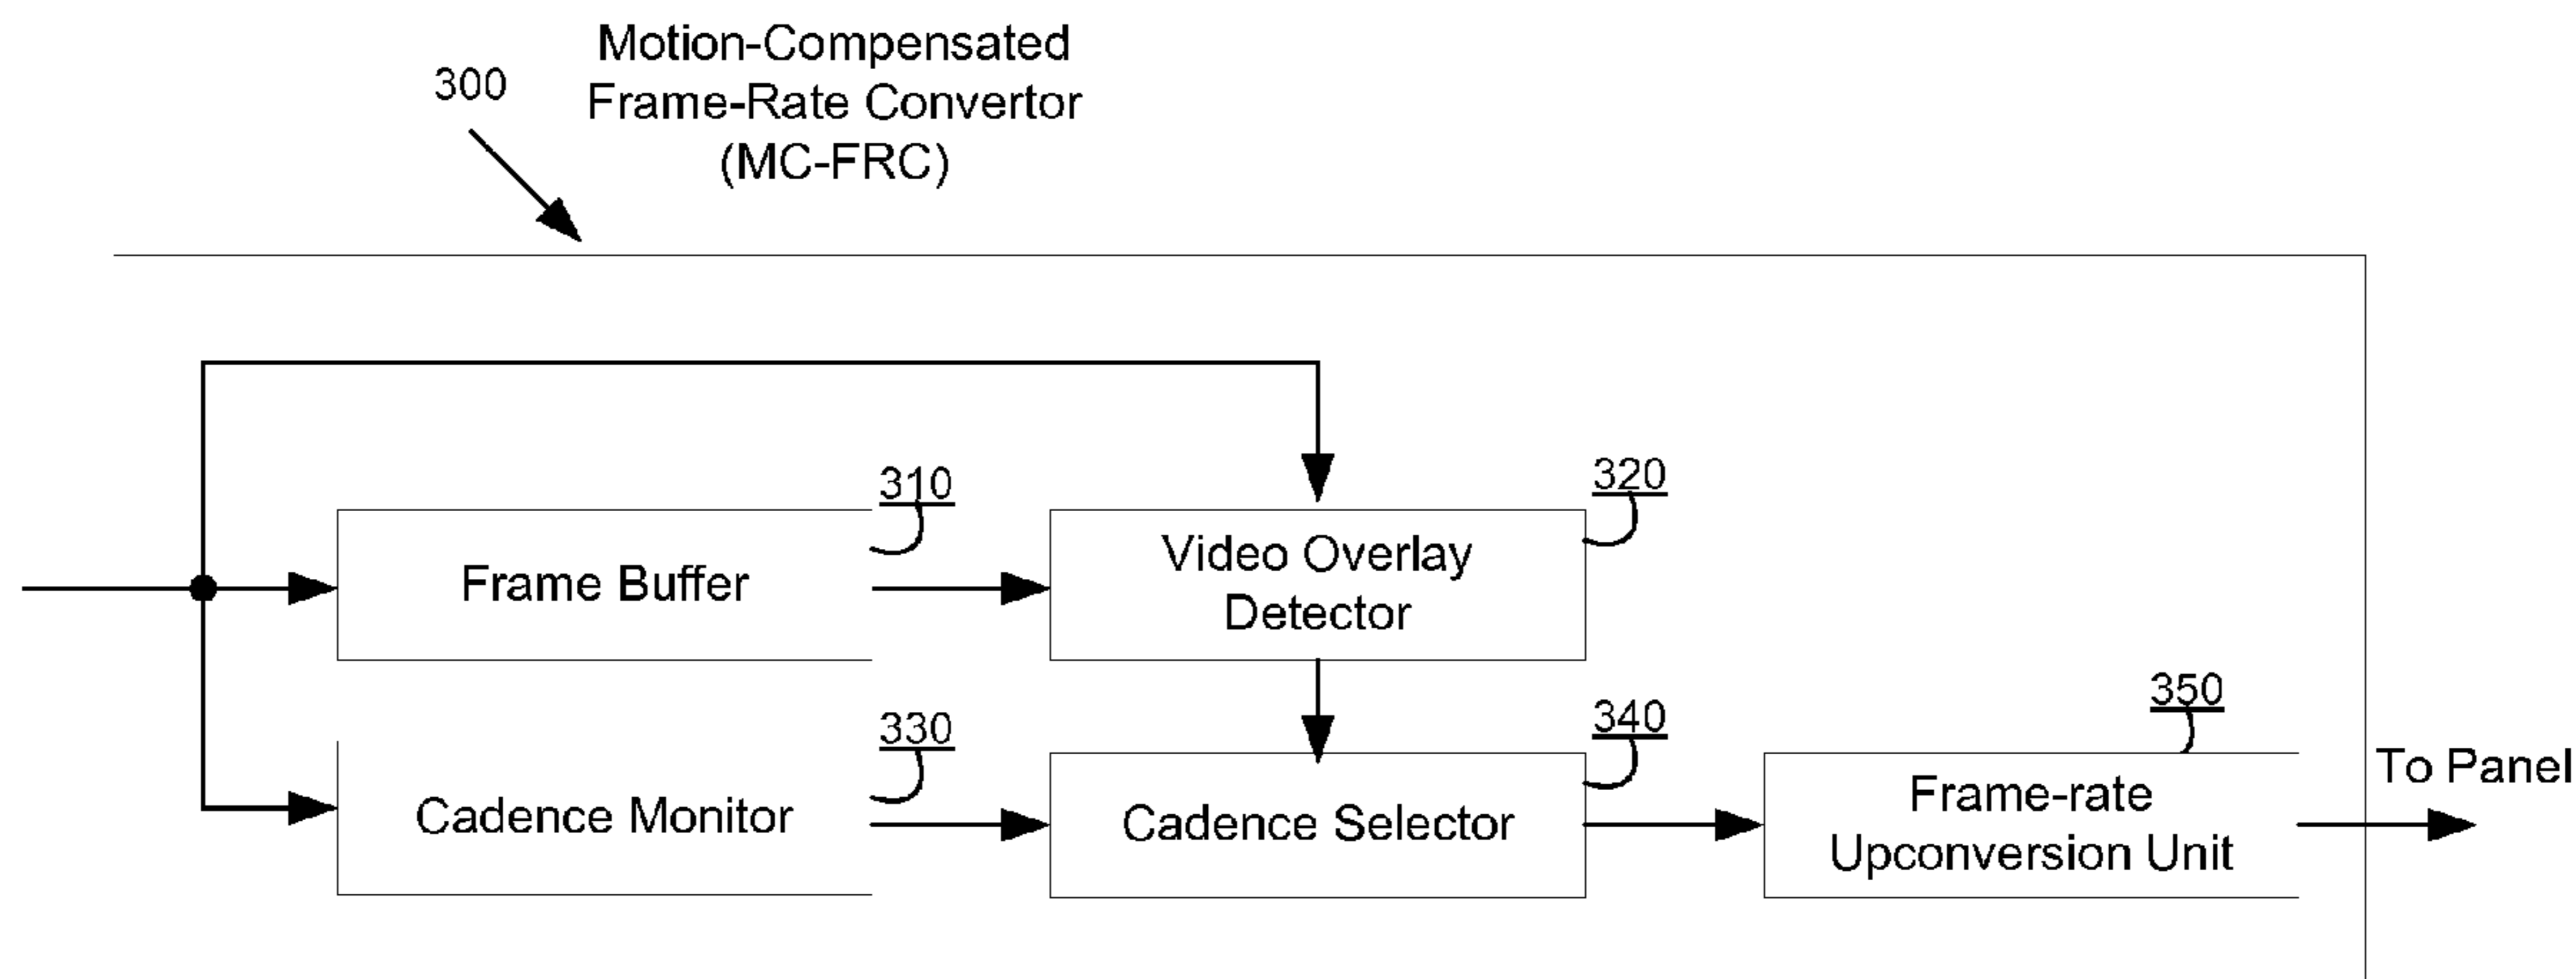 300
Motion-Compensated
Frame-Rate Convertor
(MC-FRC)
310
320
Frame Buffer
Video Overlay
Detector
330
340
350
Cadence Monitor
Cadence Selector
Frame-rate
Upconversion Unit
To Panel